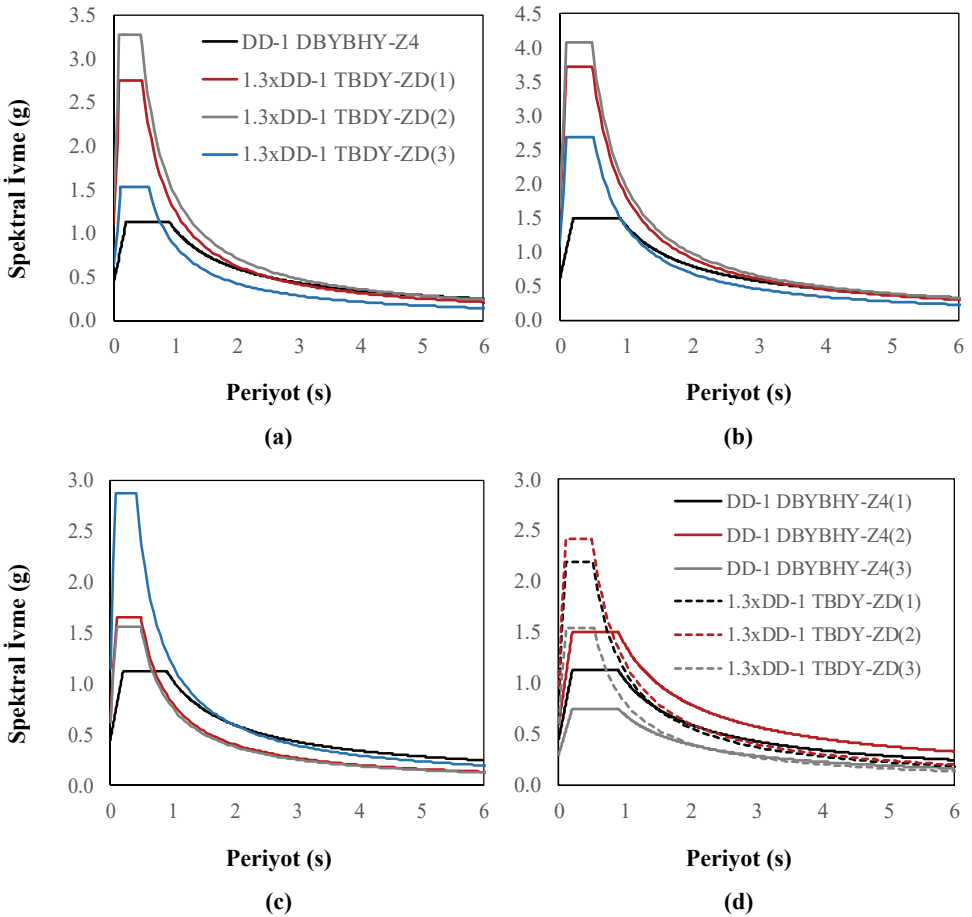 3.5
3.0
2.5
2.0
1.5
1.0
0.5
0.0
Spektral İvme (g)
DD-1 DBYBHY-Z4
1.3xDD-1 TBDY-ZD(1)
1.3xDD-1 TBDY-ZD(2)
1.3xDD-1 TBDY-ZD(3)
0 1 2 3 4 5 6
Periyot (s)
(a)
4.5
4.0
3.5
3.0
2.5
2.0
1.5
1.0
0.5
0.0
0 1 2 3 4 5 6
Periyot (s)
(b)
3.0
2.5
2.0
1.5
1.0
0.5
0.0
Spektral İvme (g)
0 1 2 3 4 5 6
Periyot (s)
(c)
3.0
2.5
2.0
1.5
1.0
0.5
0.0
DD-1 DBYBHY-Z4(1)
DD-1 DBYBHY-Z4(2)
DD-1 DBYBHY-Z4(3)
1.3xDD-1 TBDY-ZD(1)
1.3xDD-1 TBDY-ZD(2)
1.3xDD-1 TBDY-ZD(3)
0 1 2 3 4 5 6
Periyot (s)
(d)